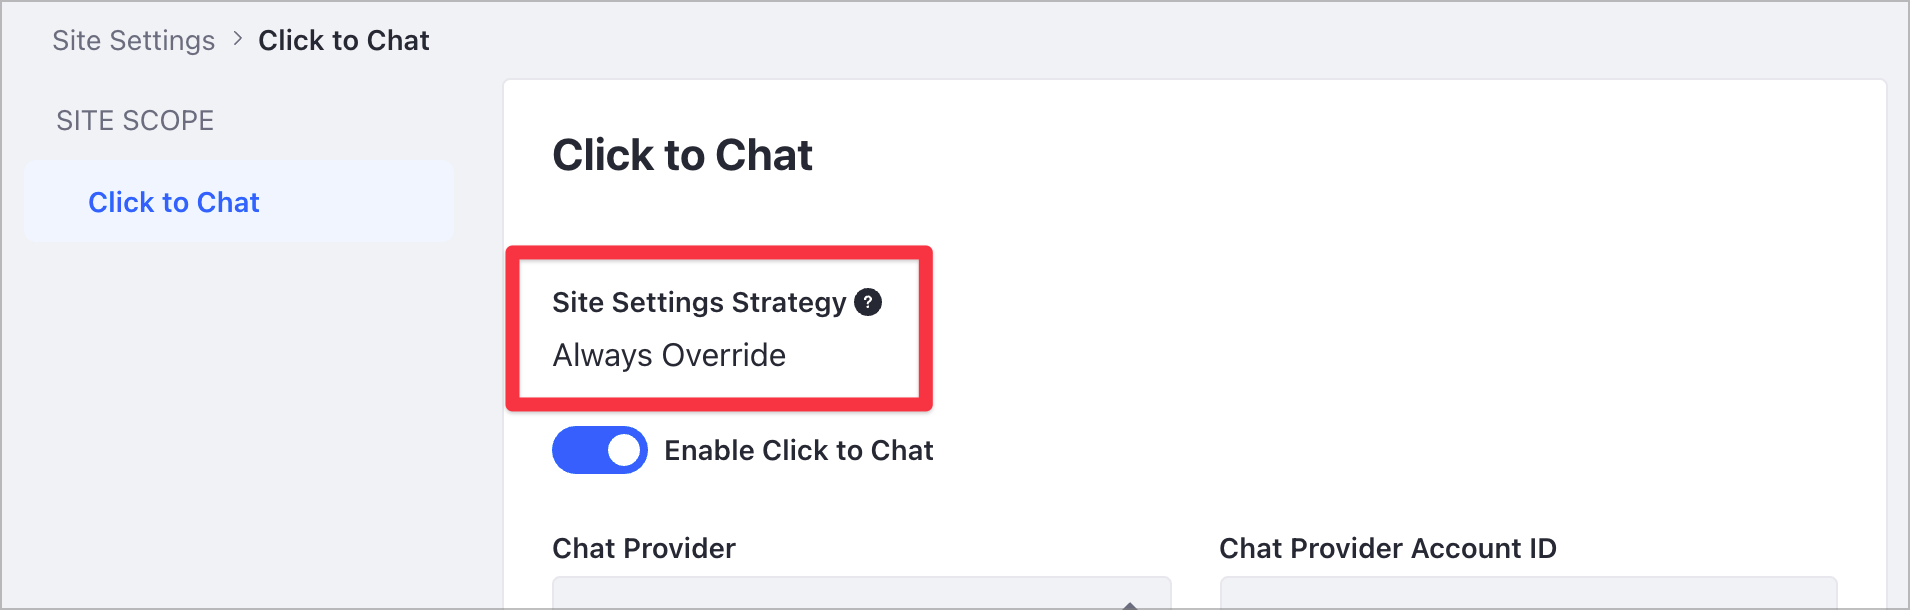 Site Settings > Click to Chat
SITE SCOPE
Click to Chat
Click to Chat
Site Settings Strategy ?
Always Override
Enable Click to Chat
Chat Provider
Chat Provider Account ID